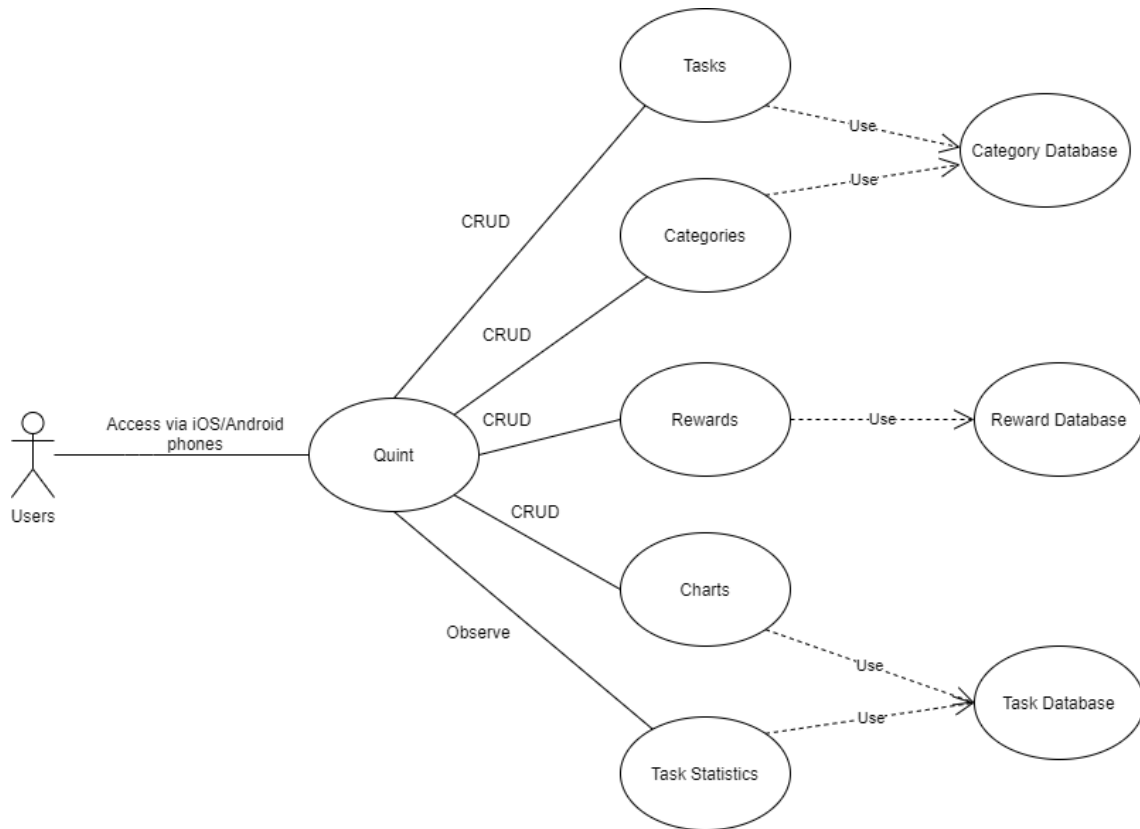 Tasks
Use
Category Database
Use
CRUD
Categories
CRUD
Access via iOS/Android
phones
CRUD
Quint
Rewards
Use
Reward Database
Users
CRUD
Charts
Observe
Use
Task Database
Use
Task Statistics